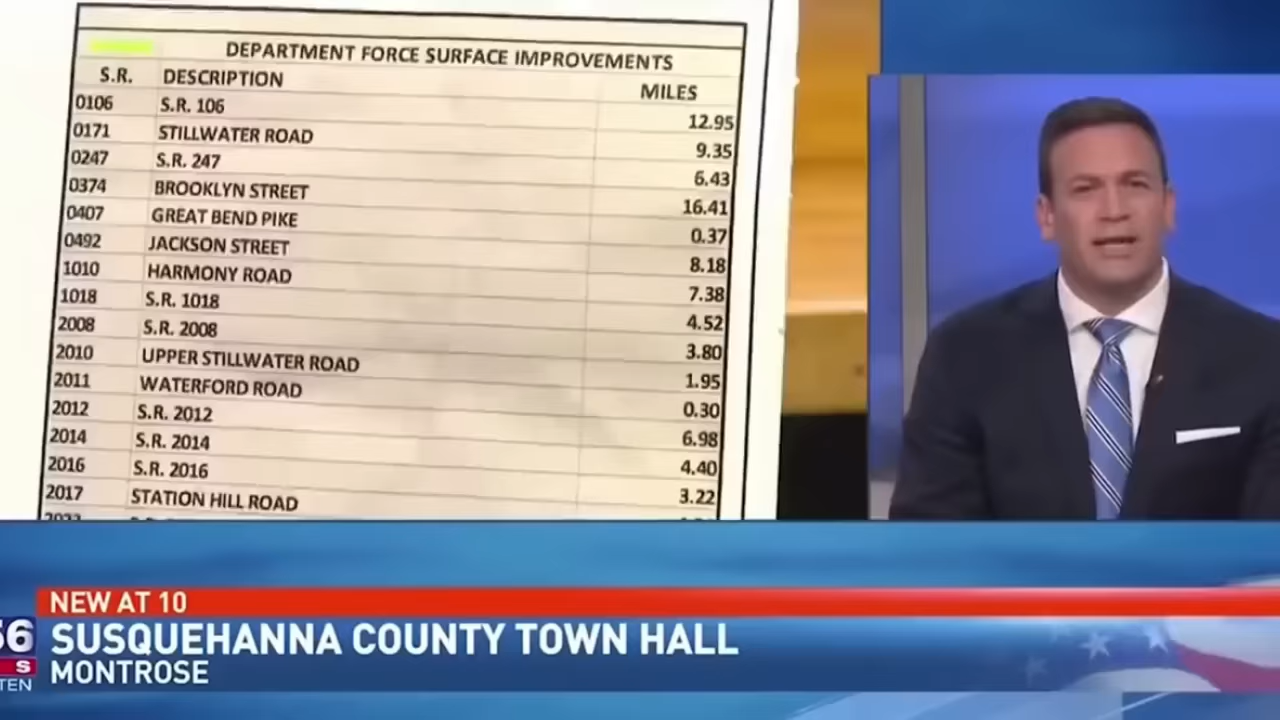 DEPARTMENT FORCE SURFACE IMPROVEMENTS
S.R. DESCRIPTION MILES
0106 S.R. 106 12.95
0171 STILLWATER ROAD 9.35
0247 S.R. 247 6.43
0374 BROOKLYN STREET 16.41
0407 GREAT BEND PIKE 0.37
0492 JACKSON STREET 8.18
1010 HARMONY ROAD 7.38
1018 S.R. 1018 4.52
2008 S.R. 2008 3.80
2010 UPPER STILLWATER ROAD 1.95
2011 WATERFORD ROAD 0.30
2012 S.R. 2012 6.98
2014 S.R. 2014 4.40
2016 S.R. 2016 3.22
2017 STATION HILL ROAD
NEW AT 10
56
SUSQUEHANNA COUNTY TOWN HALL
S
MONTROSE
TEN